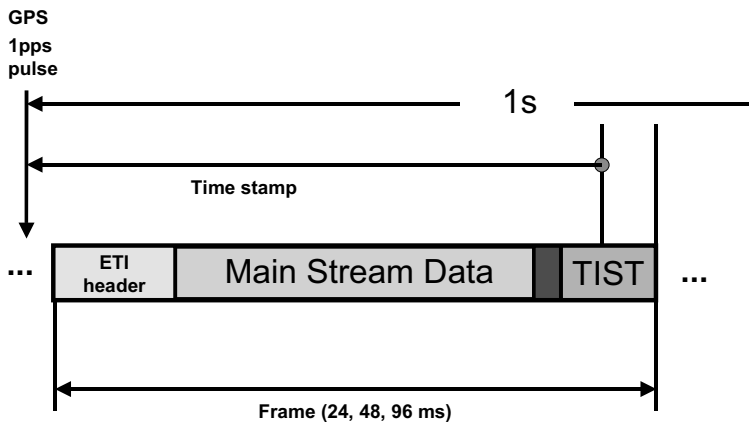 GPS
1pps
pulse
1s
Time stamp
... ETI header Main Stream Data TIST ...
Frame (24, 48, 96 ms)